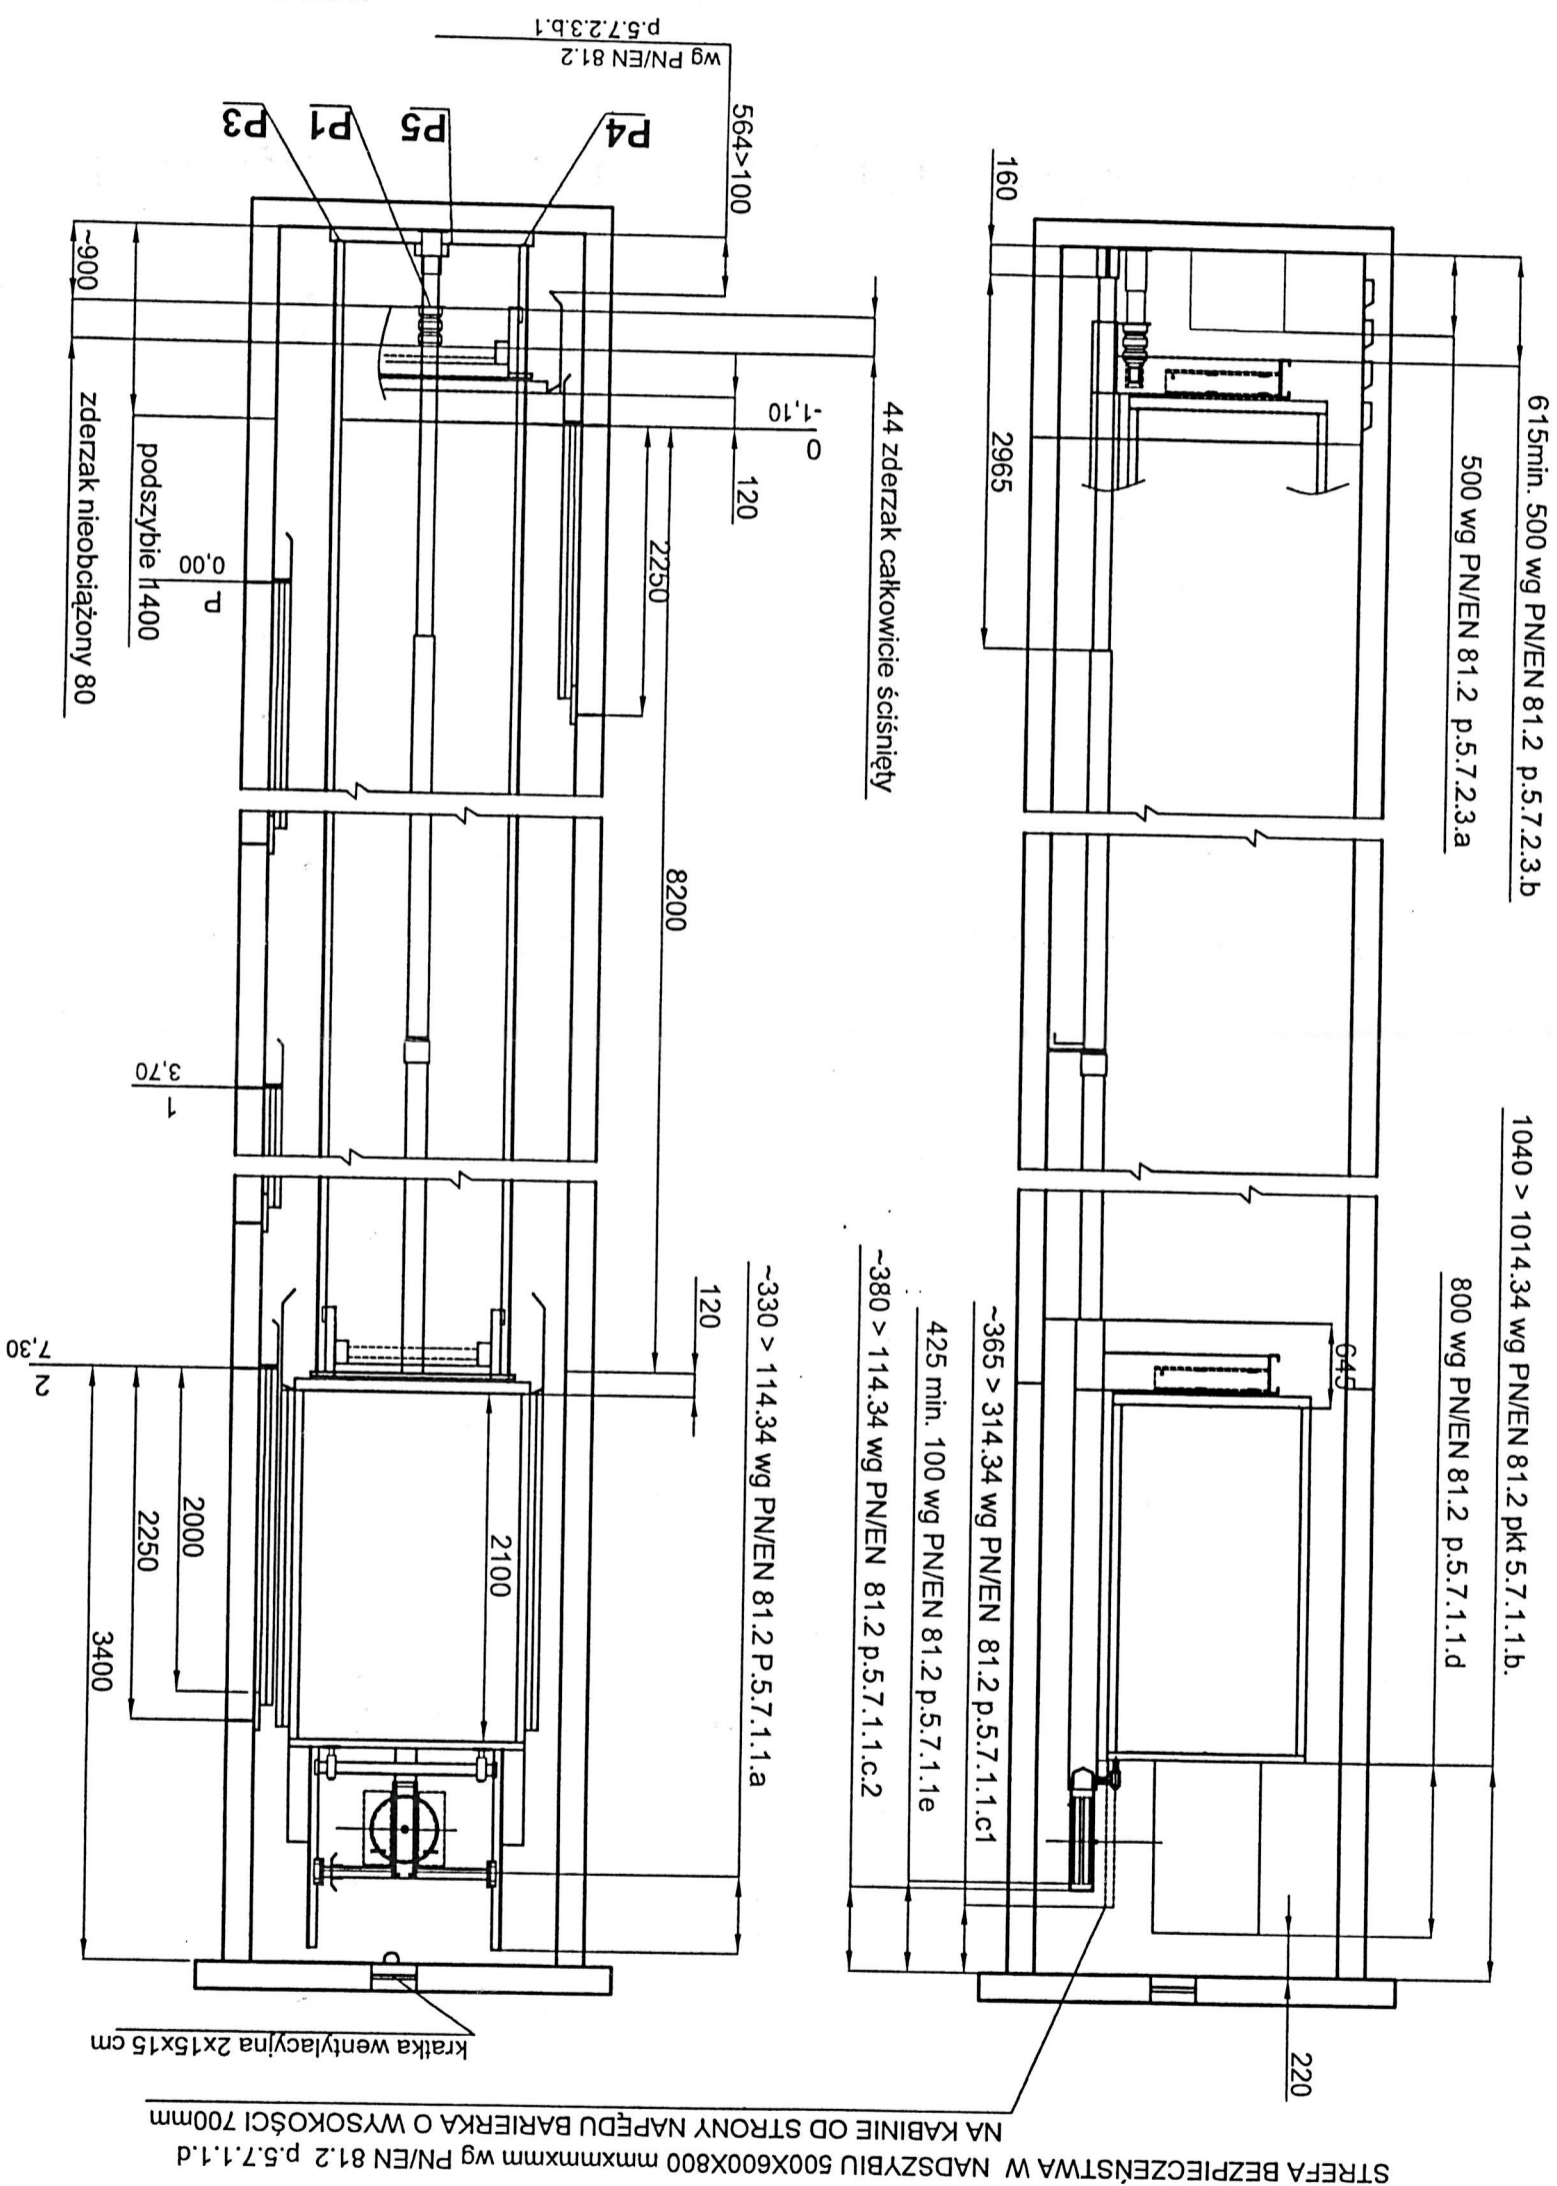 STREFA BEZPIECZEŃSTWA W NADSZYBIU 500X600X800 mmxmmxmm wg PN/EN 81.2 p.5.7.1.1.d
NA KABINIE OD STRONY NAPĘDU BARIERKA O WYSOKOŚCI 700mm
kratka wentylacyjna 2x15x15 cm
220
1040 > 1014.34 wg PN/EN 81.2 pkt 5.7.1.1.b.
800 wg PN/EN 81.2 p.5.7.1.1.d
645
~365 > 314.34 wg PN/EN 81.2 p.5.7.1.1.c1
425 min. 100 wg PN/EN 81.2 p.5.7.1.1e
~380 > 114.34 wg PN/EN 81.2 p.5.7.1.1.c.2
~330 > 114.34 wg PN/EN 81.2 P.5.7.1.1.a
120
2100
2000
2250
3400
2
7,30
1
3,70
8200
P
0,00
2250
120
0
-1,10
44 zderzak całkowicie ściśnięty
2965
160
615min. 500 wg PN/EN 81.2 p.5.7.2.3.b
500 wg PN/EN 81.2 p.5.7.2.3.a
564>100
wg PN/EN 81.2
p.5.7.2.3.b.1
P4
P5
P1
P3
~900
podszybie 1400
zderzak nieobciążony 80